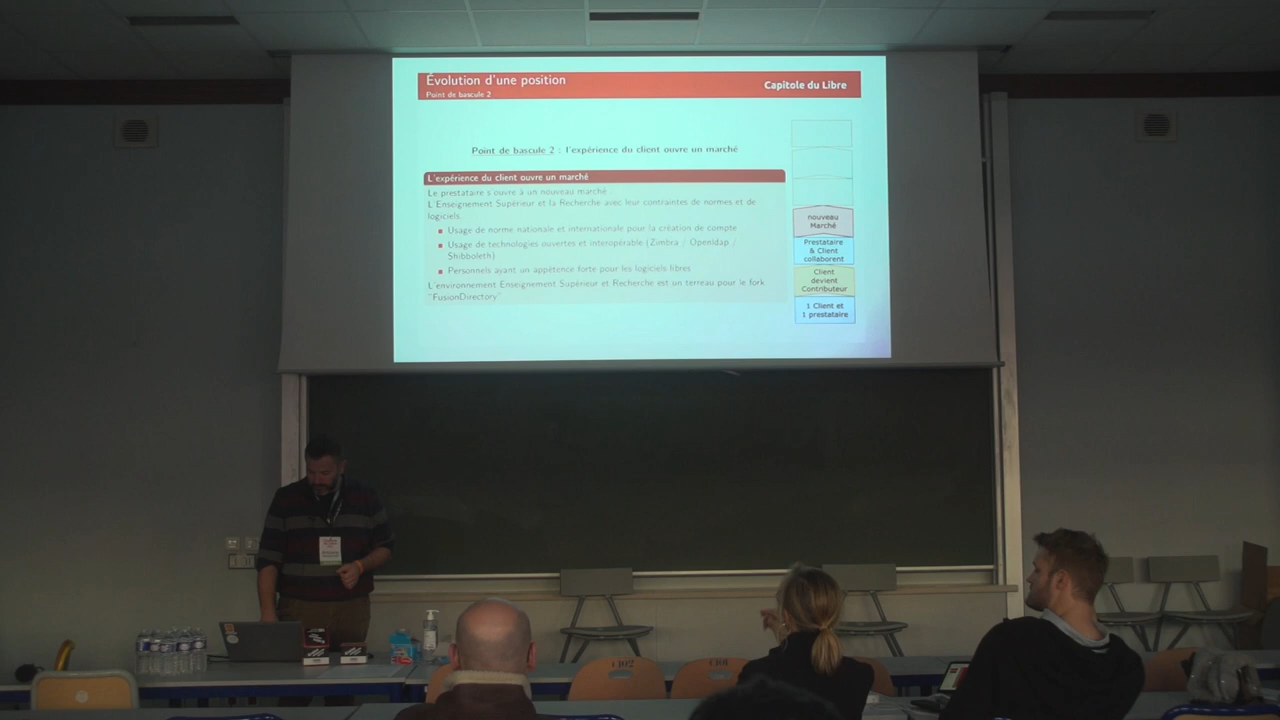 Évolution d'une position
Point de bascule 2
Capitole du Libre
Point de bascule 2 : l'expérience du client ouvre un marché
L'expérience du client ouvre un marché
Le prestataire s'ouvre à un nouveau marché :
L'Enseignement Supérieur et la Recherche avec leur contraintes de normes et de
logiciels.
Usage de norme nationale et internationale pour la création de compte
Usage de technologies ouvertes et interopérable (Zimbra / Openldap /
Shibboleth)
Personnels ayant un appétence forte pour les logiciels libres
L'environnement Enseignement Supérieur et Recherche est un terreau pour le fork
"FusionDirectory"
nouveau
Marché
Prestataire
& Client
collaborent
Client
devient
Contributeur
1 Client et
1 prestataire
C102
C101